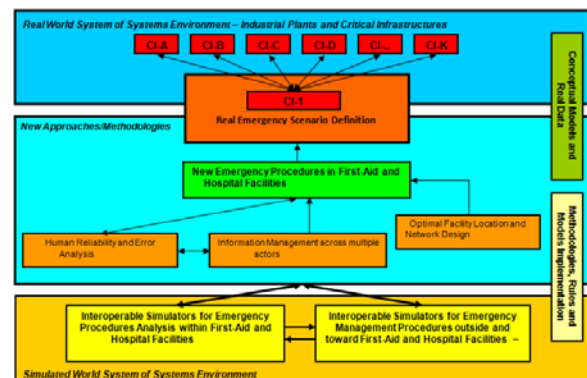 Real World System of Systems Environment – Industrial Plants and Critical Infrastructures
CI-A
CI-B
CI-C
CI-D
CI-...
CI-K
CI-1
Real Emergency Scenario Definition
Conceptual Models and
Real Data
New Approaches/Methodologies
New Emergency Procedures in First-Aid and
Hospital Facilities
Human Reliability and Error
Analysis
Information Management across multiple
actors
Optimal Facility Location and
Network Design
Methodologies, Rules and
Models Implementation
Interoperable Simulators for Emergency
Procedures Analysis within First-Aid and
Hospital Facilities
Interoperable Simulators for Emergency
Management Procedures outside and
toward First-Aid and Hospital Facilities –
Simulated World System of Systems Environment